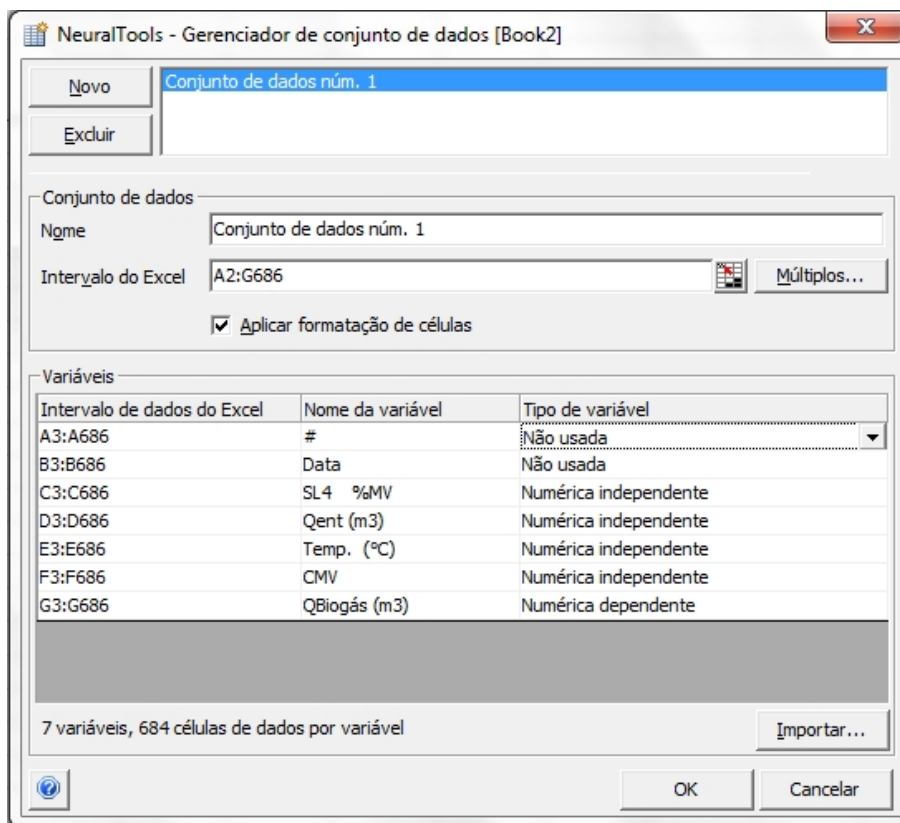 NeuralTools - Gerenciador de conjunto de dados [Book2]
Novo
Conjunto de dados núm. 1
Excluir
Conjunto de dados
Nome
Conjunto de dados núm. 1
Intervalo do Excel
A2:G686
Múltiplos...
Aplicar formatação de células
Variáveis
Intervalo de dados do Excel Nome da variável Tipo de variável
A3:A686 # Não usada
B3:B686 Data Não usada
C3:C686 SL4 %MV Numérica independente
D3:D686 Qent (m3) Numérica independente
E3:E686 Temp. (ºC) Numérica independente
F3:F686 CMV Numérica independente
G3:G686 QBiogás (m3) Numérica dependente
7 variáveis, 684 células de dados por variável
Importar...
OK
Cancelar